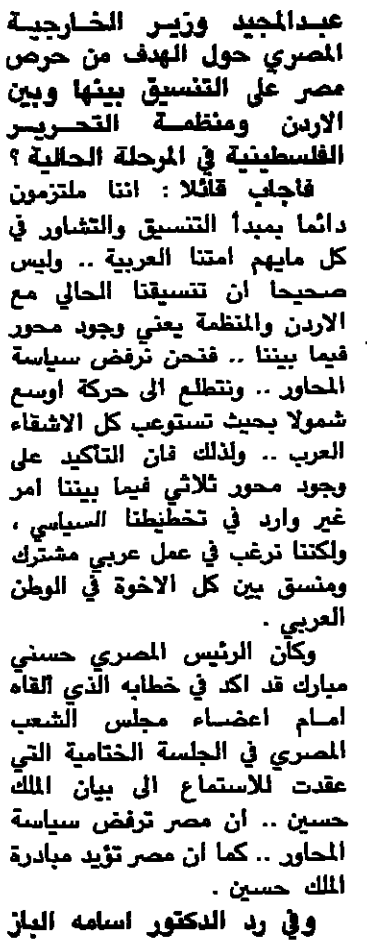 عبدالمجيد وزير الخارجية
المصري حول الهدف من حرص
مصر على التنسيق بينها وبين
الاردن ومنظمة التحرير
الفلسطينية في المرحلة الحالية ؟
فأجاب قائلا : اننا ملتزمون
دائما بمبدأ التنسيق والتشاور في
كل مايهم امتنا العربية .. وليس
صحيحا ان تنسيقنا الحالي مع
الاردن والمنظمة يعني وجود محور
فيما بيننا .. فنحن نرفض سياسة
المحاور .. ونتطلع الى حركة اوسع
شمولا بحيث تستوعب كل الاشقاء
العرب .. ولذلك فان التأكيد على
وجود محور ثلاثي فيما بيننا امر
غير وارد في تخطيطنا السياسي ،
ولكننا نرغب في عمل عربي مشترك
ومنسق بين كل الاخوة في الوطن
العربي .
وكان الرئيس المصري حسني
مبارك قد اكد في خطابه الذي ألقاه
امام اعضاء مجلس الشعب
المصري في الجلسة الختامية التي
عقدت للاستماع الى بيان الملك
حسين .. ان مصر ترفض سياسة
المحاور .. كما ان مصر تؤيد مبادرة
الملك حسين .
وفي رد الدكتور اسامه الباز